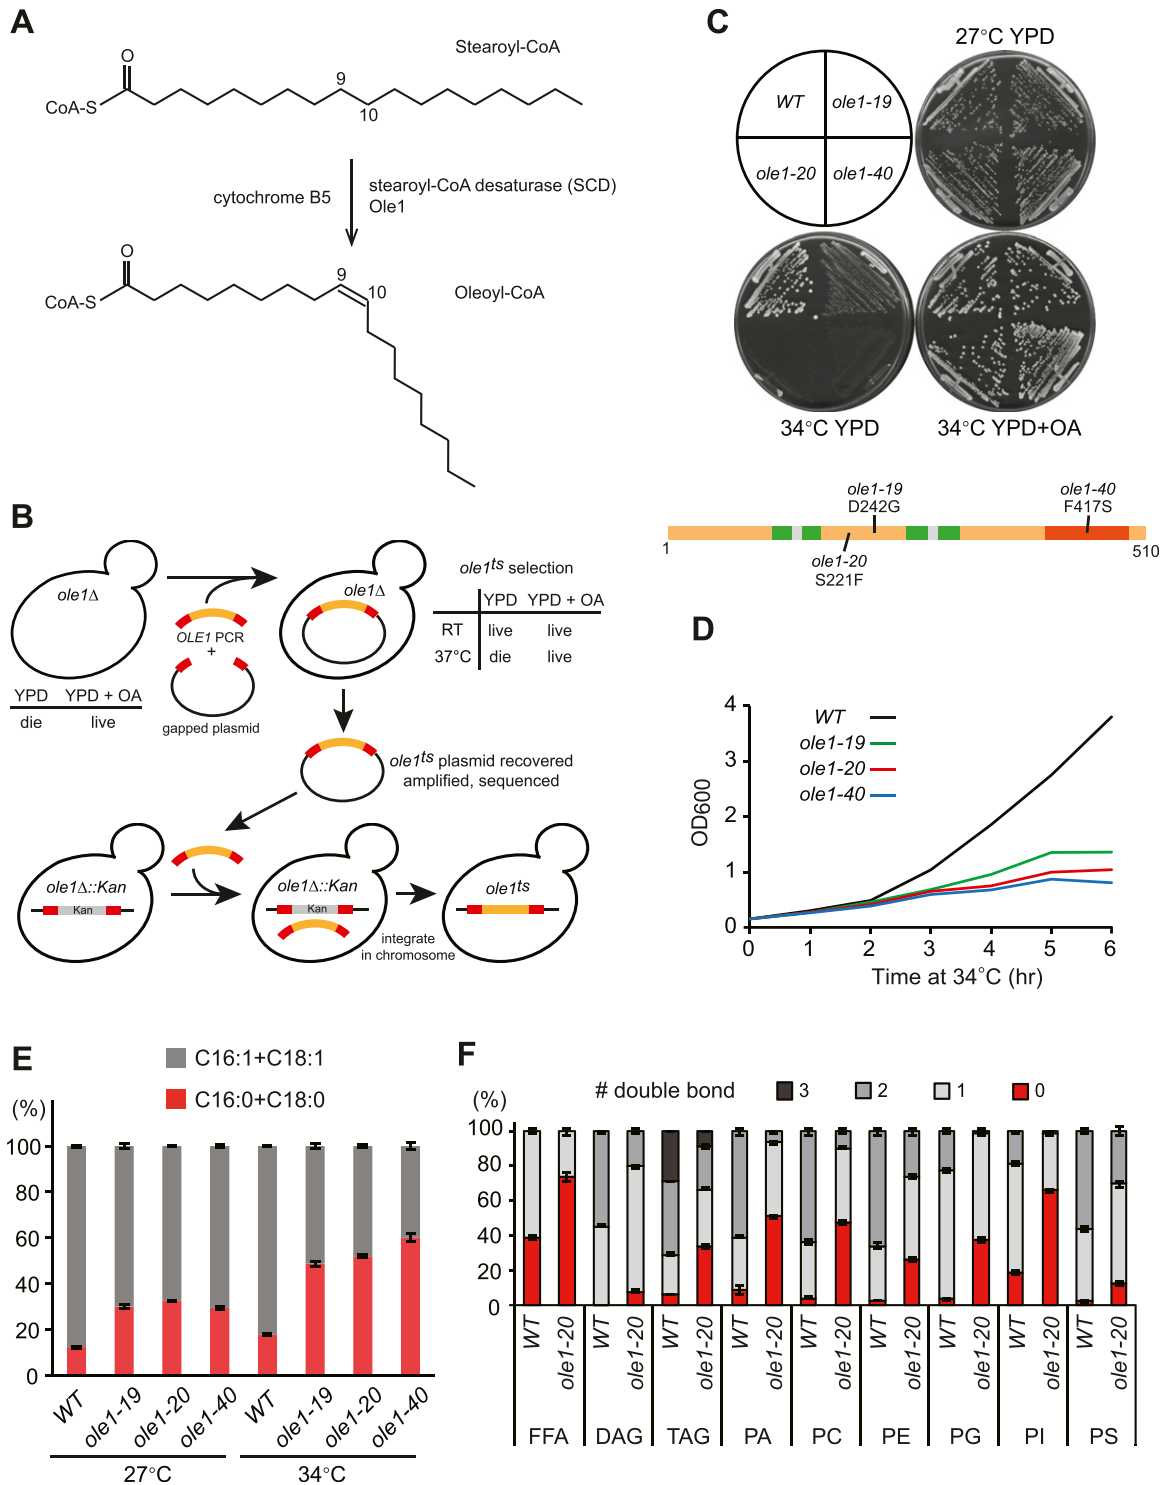 A
Stearoyl-CoA
O
CoA-S
9
10
cytochrome B5
stearoyl-CoA desaturase (SCD)
Ole1
O
CoA-S
9
10
Oleoyl-CoA
B
ole1Δ
YPD YPD + OA
die live
OLE1 PCR
+
gapped plasmid
ole1Δ
ole1ts selection
YPD YPD + OA
RT live live
37°C die live
ole1ts plasmid recovered
amplified, sequenced
ole1Δ::Kan
Kan
ole1Δ::Kan
Kan
integrate
in chromosome
ole1ts
C
27°C YPD
WT ole1-19
ole1-20 ole1-40
34°C YPD 34°C YPD+OA
ole1-19
D242G
ole1-40
F417S
1
510
ole1-20
S221F
D
OD600
4
3
2
1
0
WT
ole1-19
ole1-20
ole1-40
0 1 2 3 4 5 6
Time at 34°C (hr)
E
C16:1+C18:1
C16:0+C18:0
(%)
100
80
60
40
20
0
WT ole1-19 ole1-20 ole1-40 WT ole1-19 ole1-20 ole1-40
27°C 34°C
F
# double bond 3 2 1 0
(%)
100
80
60
40
20
0
WT ole1-20 WT ole1-20 WT ole1-20 WT ole1-20 WT ole1-20 WT ole1-20 WT ole1-20 WT ole1-20 WT ole1-20
FFA DAG TAG PA PC PE PG PI PS